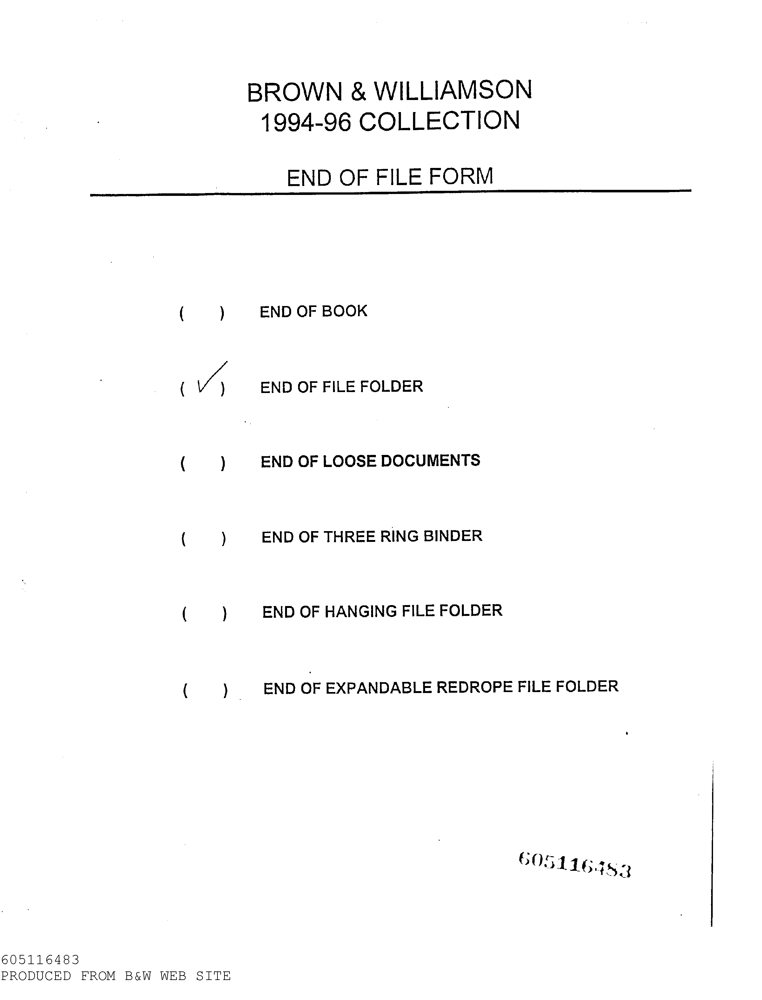 BROWN & WILLIAMSON
1994-96 COLLECTION
END OF FILE FORM
( ) END OF BOOK
( ✓ ) END OF FILE FOLDER
( ) END OF LOOSE DOCUMENTS
( ) END OF THREE RING BINDER
( ) END OF HANGING FILE FOLDER
( ) END OF EXPANDABLE REDROPE FILE FOLDER
605116483
605116483
PRODUCED FROM B&W WEB SITE